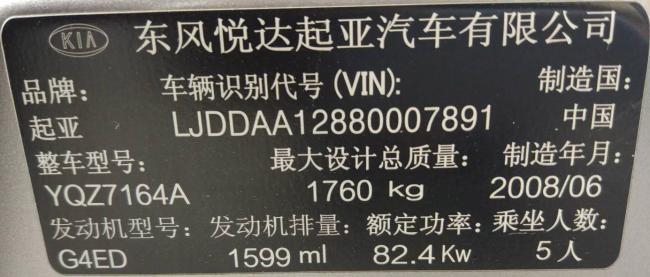 KIA 东风悦达起亚汽车有限公司
品牌: 车辆识别代号(VIN): 制造国:
起亚 LJDDAA12880007891 中国
整车型号: 最大设计总质量: 制造年月:
YQZ7164A 1760 kg 2008/06
发动机型号: 发动机排量: 额定功率: 乘坐人数:
G4ED 1599 ml 82.4Kw 5人